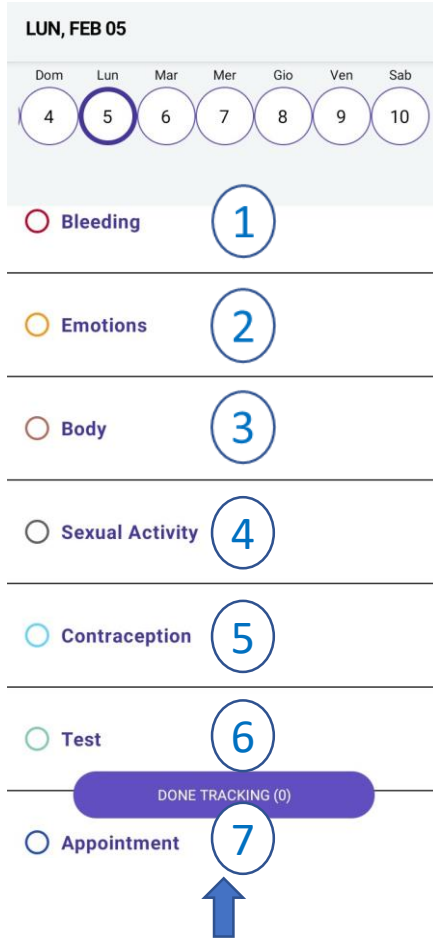 LUN, FEB 05
Dom Lun Mar Mer Gio Ven Sab
4 5 6 7 8 9 10
Bleeding 1
Emotions 2
Body 3
Sexual Activity 4
Contraception 5
Test 6
DONE TRACKING (0)
Appointment 7